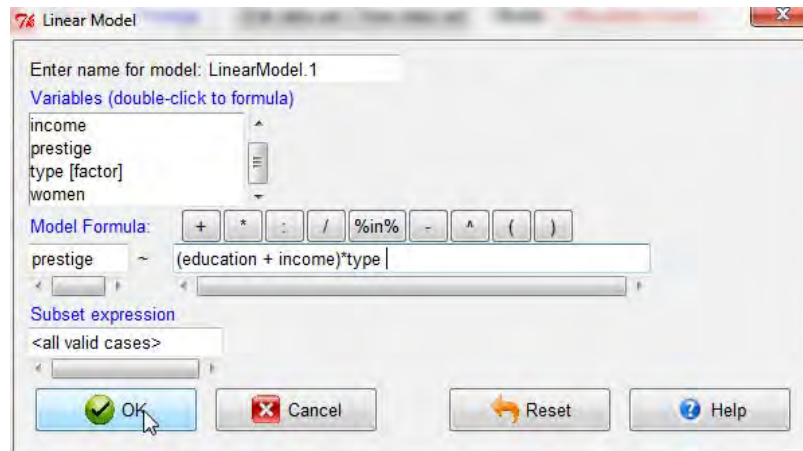 Linear Model
Enter name for model: LinearModel.1
Variables (double-click to formula)
income
prestige
type [factor]
women
Model Formula: + * : / %in% - ^ ( )
prestige ~ (education + income)*type
Subset expression
<all valid cases>
OK Cancel Reset Help